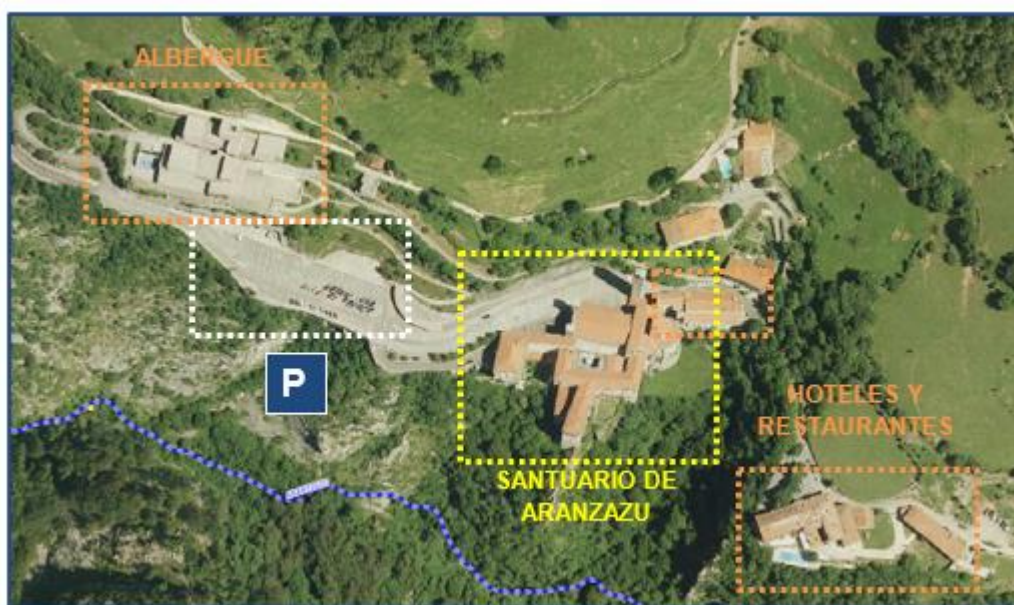 ALBERGUE
P
HOTELES Y
RESTAURANTES
SANTUARIO DE
ARANZAZU